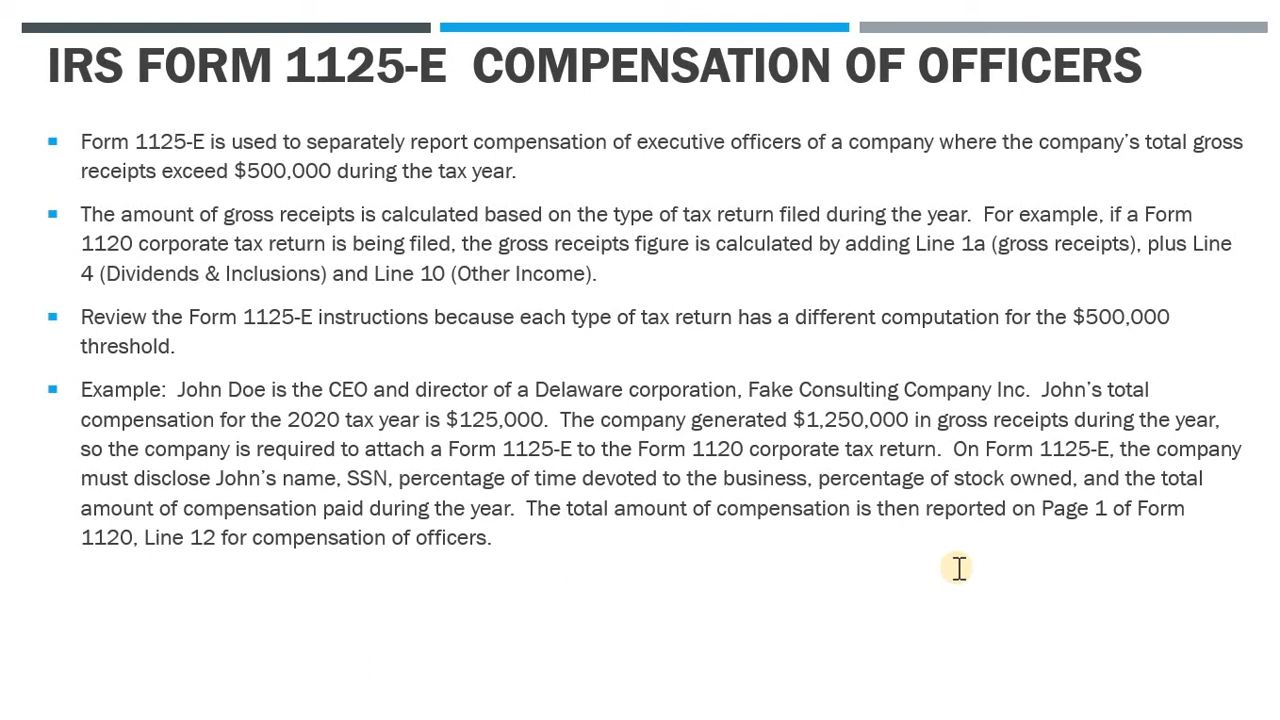 IRS FORM 1125-E COMPENSATION OF OFFICERS
Form 1125-E is used to separately report compensation of executive officers of a company where the company's total gross
receipts exceed $500,000 during the tax year.
The amount of gross receipts is calculated based on the type of tax return filed during the year. For example, if a Form
1120 corporate tax return is being filed, the gross receipts figure is calculated by adding Line 1a (gross receipts), plus Line
4 (Dividends & Inclusions) and Line 10 (Other Income).
Review the Form 1125-E instructions because each type of tax return has a different computation for the $500,000
threshold.
Example: John Doe is the CEO and director of a Delaware corporation, Fake Consulting Company Inc. John's total
compensation for the 2020 tax year is $125,000. The company generated $1,250,000 in gross receipts during the year,
so the company is required to attach a Form 1125-E to the Form 1120 corporate tax return. On Form 1125-E, the company
must disclose John's name, SSN, percentage of time devoted to the business, percentage of stock owned, and the total
amount of compensation paid during the year. The total amount of compensation is then reported on Page 1 of Form
1120, Line 12 for compensation of officers.